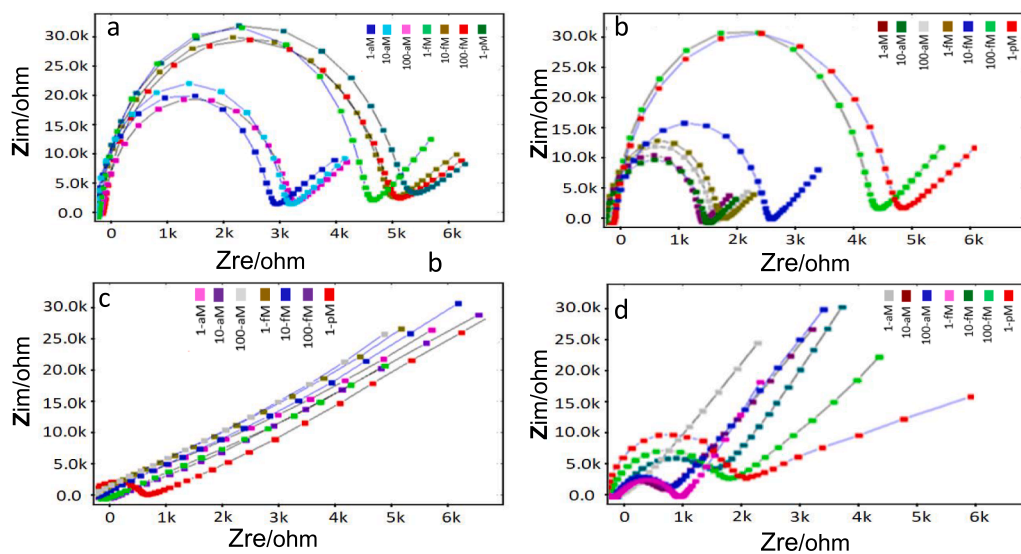 a
30.0k
25.0k
20.0k
15.0k
10.0k
5.0k
0.0
Zim/ohm
0 1k 2k 3k 4k 5k 6k
Zre/ohm
1-aM
10-aM
100-aM
1-fM
10-fM
100-fM
1-pM
b
30.0k
25.0k
20.0k
15.0k
10.0k
5.0k
0.0
Zim/ohm
0 1k 2k 3k 4k 5k 6k
Zre/ohm
1-aM
10-aM
100-aM
1-fM
10-fM
100-fM
1-pM
b
c
30.0k
25.0k
20.0k
15.0k
10.0k
5.0k
0.0
Zim/ohm
0 1k 2k 3k 4k 5k 6k
Zre/ohm
1-aM
10-aM
100-aM
1-fM
10-fM
100-fM
1-pM
d
30.0k
25.0k
20.0k
15.0k
10.0k
5.0k
0.0
Zim/ohm
0 1k 2k 3k 4k 5k 6k
Zre/ohm
1-aM
10-aM
100-aM
1-fM
10-fM
100-fM
1-pM